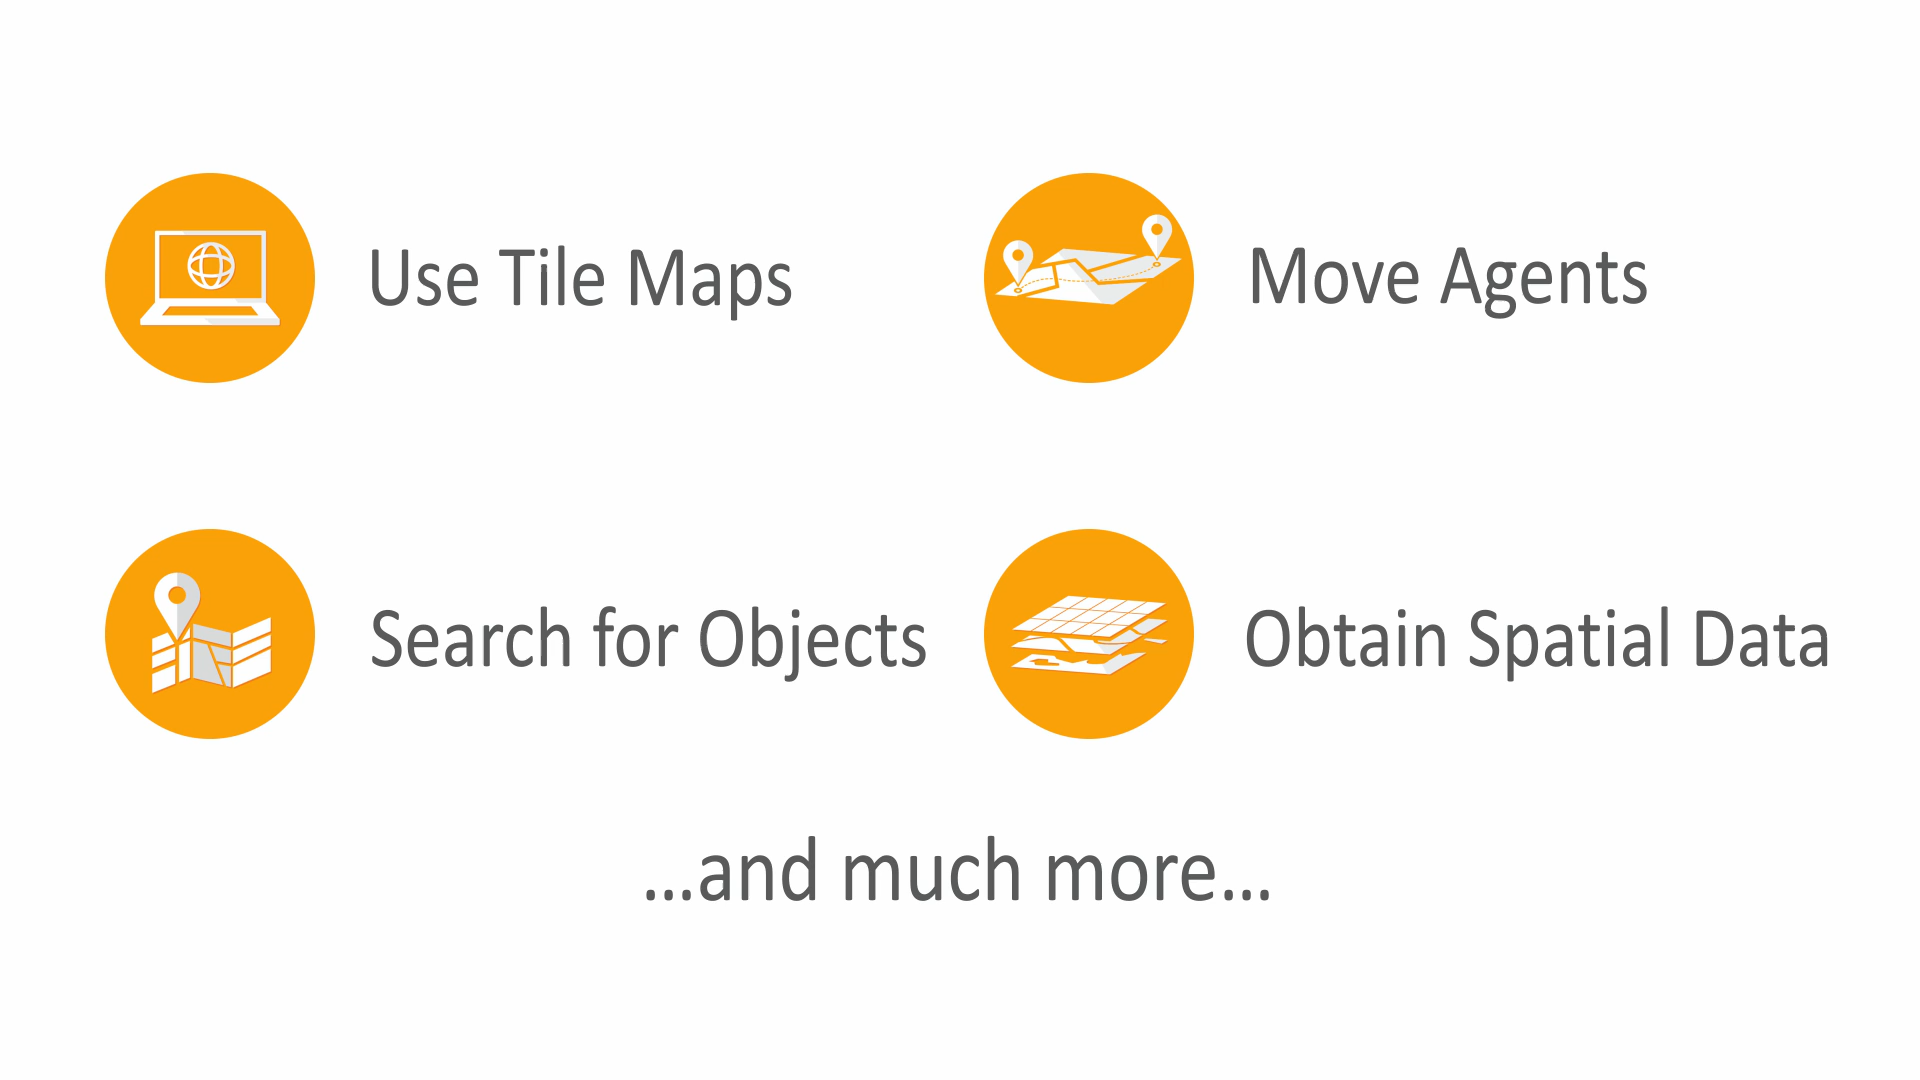 Use Tile Maps
Move Agents
Search for Objects
Obtain Spatial Data
...and much more...